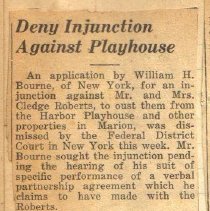 Deny Injunction
Against Playhouse
An application by William H.
Bourne, of New York, for an in-
junction against Mr. and Mrs.
Cledge Roberts, to oust them from
the Harbor Playhouse and other
properties in Marion, was dis-
missed by the Federal District
Court in New York this week. Mr.
Bourne sought the injunction pending
the hearing of his suit of
specific performance of a verbal
partnership agreement which he
claims to have made with the
Roberts.